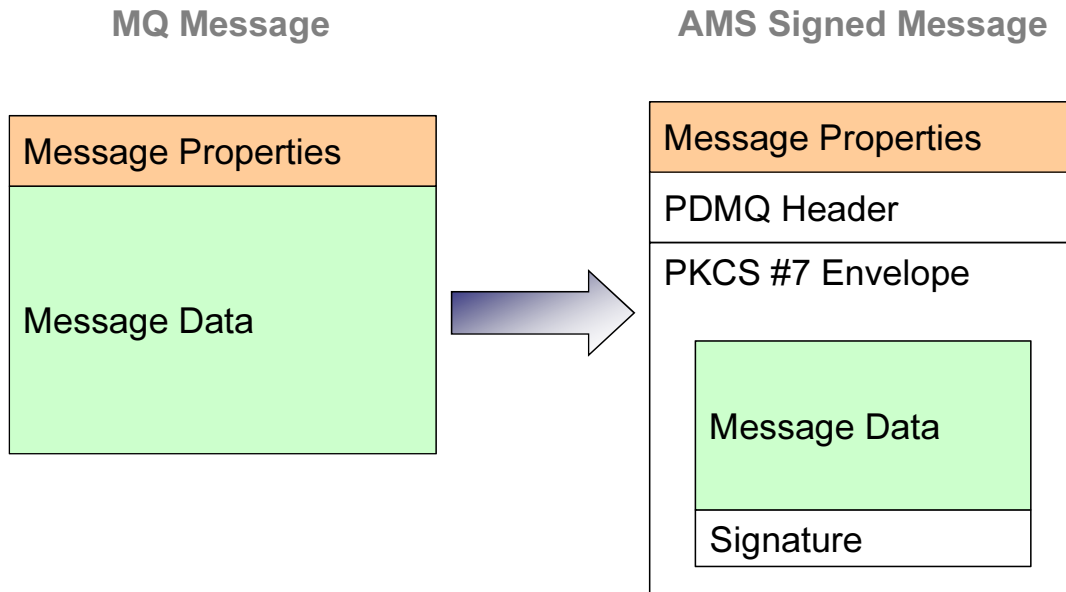 MQ Message
Message Properties
Message Data
AMS Signed Message
Message Properties
PDMQ Header
PKCS #7 Envelope
Message Data
Signature